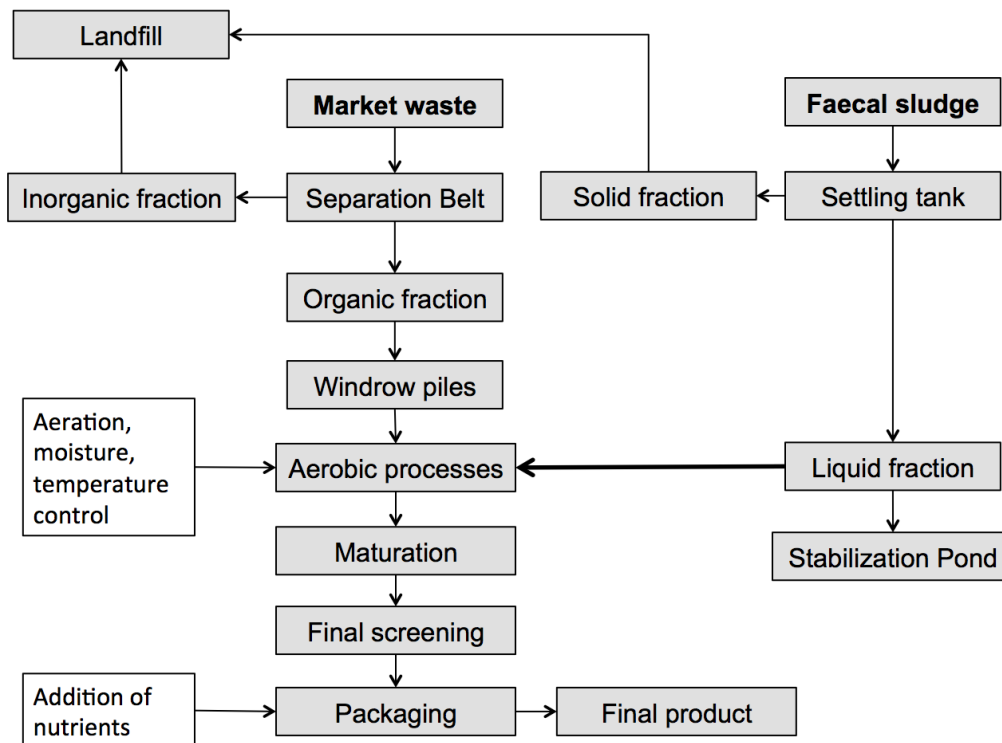 Landfill
Market waste
Faecal sludge
Inorganic fraction
Separation Belt
Solid fraction
Settling tank
Organic fraction
Windrow piles
Aeration,
moisture,
temperature
control
Aerobic processes
Liquid fraction
Maturation
Stabilization Pond
Final screening
Addition of
nutrients
Packaging
Final product